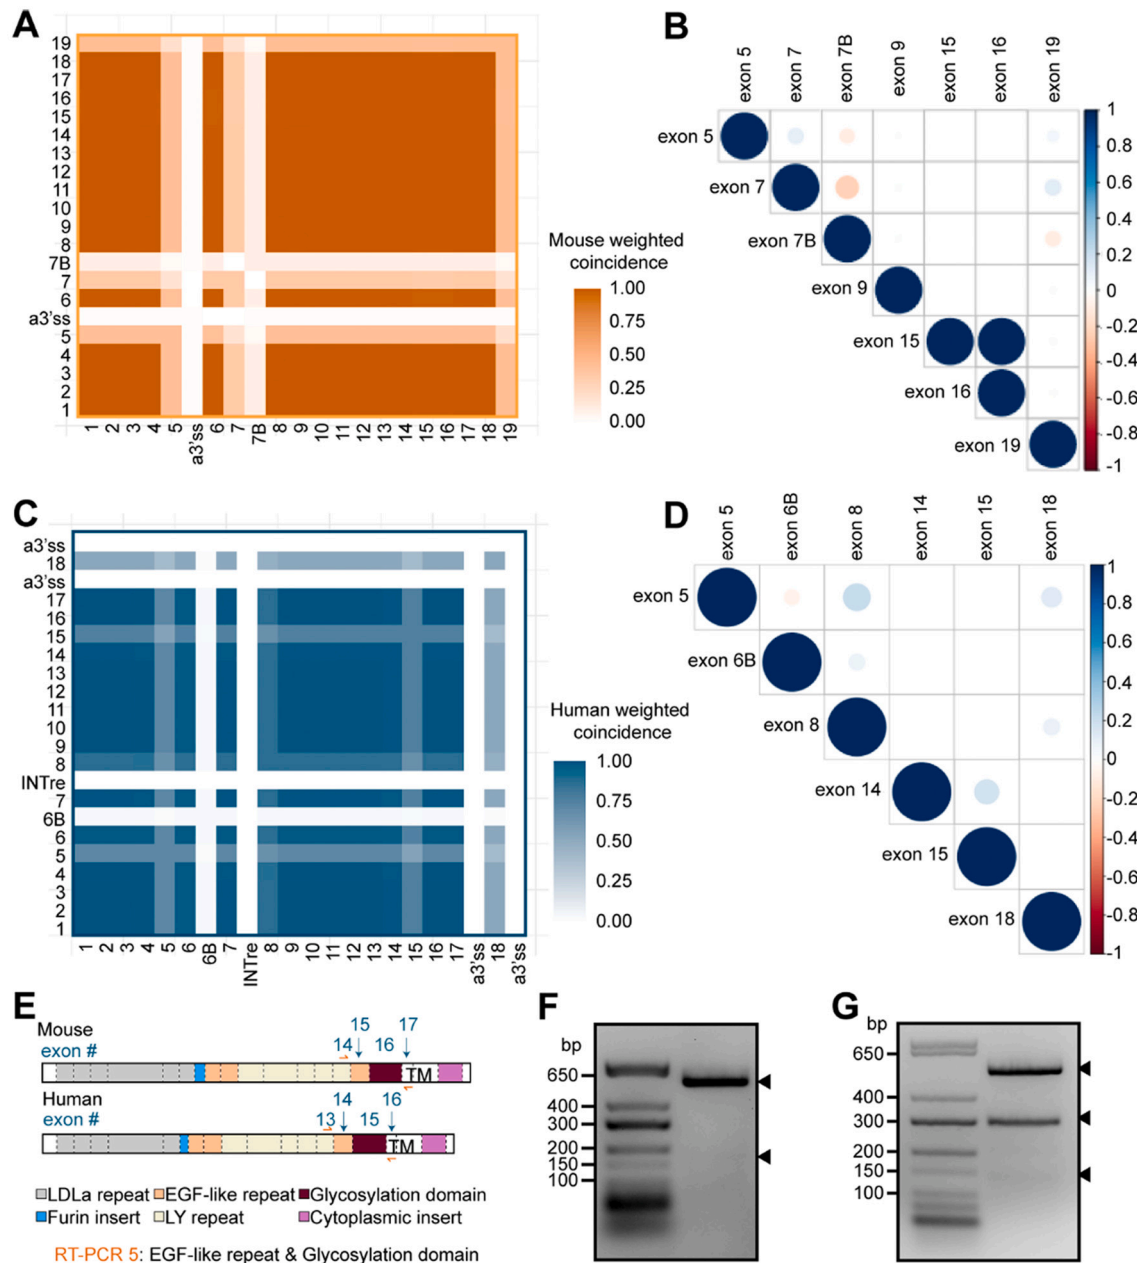 A
19
18
17
16
15
14
13
12
11
10
9
8
7B
7
6
a3'ss
5
4
3
2
1
1 2 3 4 5 a3'ss 6 7 7B 8 9 10 11 12 13 14 15 16 17 18 19
Mouse weighted
coincidence
1.00
0.75
0.50
0.25
0.00
B
exon 5 exon 7 exon 7B exon 9 exon 15 exon 16 exon 19
exon 5
exon 7
exon 7B
exon 9
exon 15
exon 16
exon 19
1
0.8
0.6
0.4
0.2
0
-0.2
-0.4
-0.6
-0.8
-1
C
a3'ss
18
a3'ss
17
16
15
14
13
12
11
10
9
8
INTre
7
6B
6
5
4
3
2
1
1 2 3 4 5 6 6B 7 INTre 8 9 10 11 12 13 14 15 16 17 a3'ss 18 a3'ss
Human weighted
coincidence
1.00
0.75
0.50
0.25
0.00
D
exon 5 exon 6B exon 8 exon 14 exon 15 exon 18
exon 5
exon 6B
exon 8
exon 14
exon 15
exon 18
1
0.8
0.6
0.4
0.2
0
-0.2
-0.4
-0.6
-0.8
-1
E
Mouse
exon #
14 15 16 17
TM
Human
exon #
13 14 15 16
TM
LDLa repeat EGF-like repeat Glycosylation domain
Furin insert LY repeat Cytoplasmic insert
RT-PCR 5: EGF-like repeat & Glycosylation domain
F
bp
650
400
300
200
150
100
G
bp
650
400
300
200
150
100